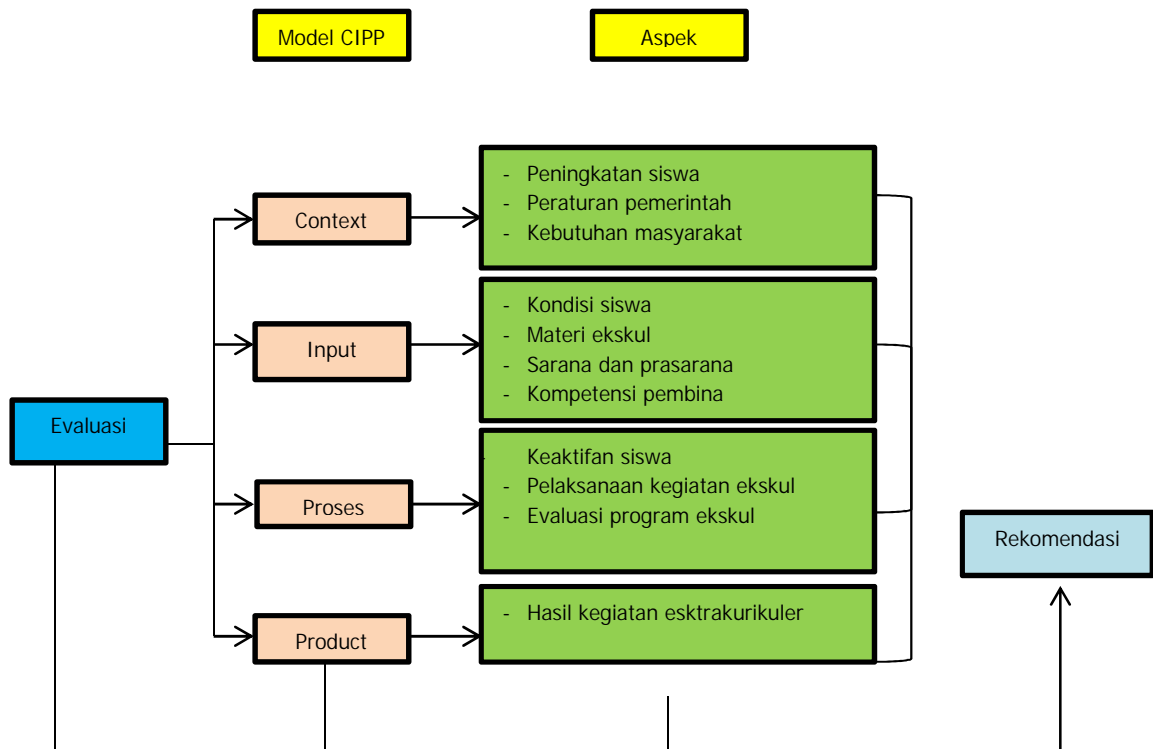 Model CIPP
Aspek
Context
- Peningkatan siswa
- Peraturan pemerintah
- Kebutuhan masyarakat
Input
- Kondisi siswa
- Materi ekskul
- Sarana dan prasarana
- Kompetensi pembina
Evaluasi
Proses
- Keaktifan siswa
- Pelaksanaan kegiatan ekskul
- Evaluasi program ekskul
Rekomendasi
Product
- Hasil kegiatan esktrakurikuler